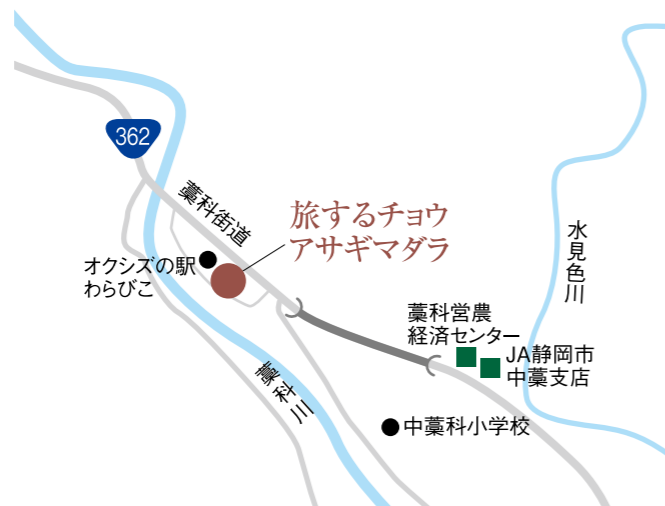 362
藁科街道
旅するチョウ
アサギマダラ
オクシズの駅
わらびこ
水見色川
藁科営農
経済センター
JA静岡市
中藁支店
藁科川
中藁科小学校